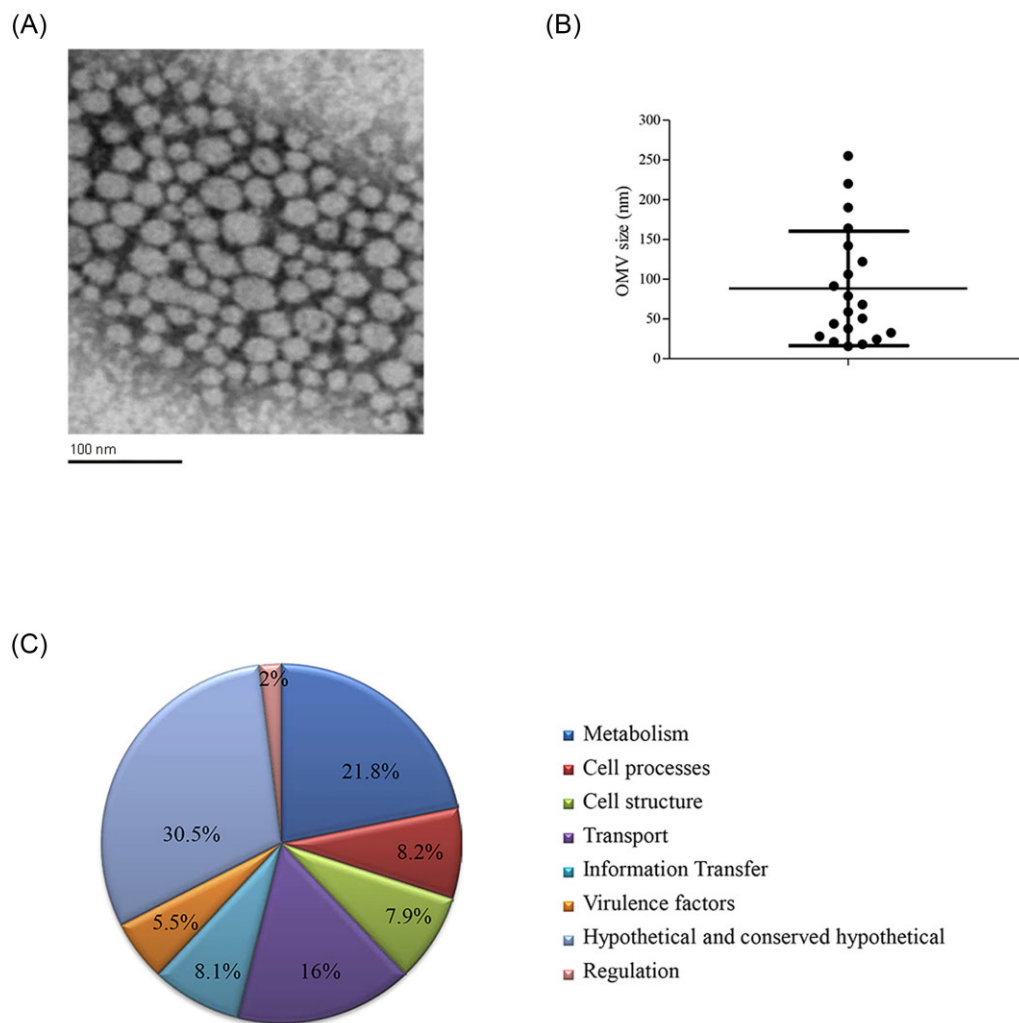 (A)
(B)
100 nm
OMV size (nm)
300
250
200
150
100
50
0
(C)
2%
21.8%
8.2%
7.9%
16%
8.1%
5.5%
30.5%
Metabolism
Cell processes
Cell structure
Transport
Information Transfer
Virulence factors
Hypothetical and conserved hypothetical
Regulation